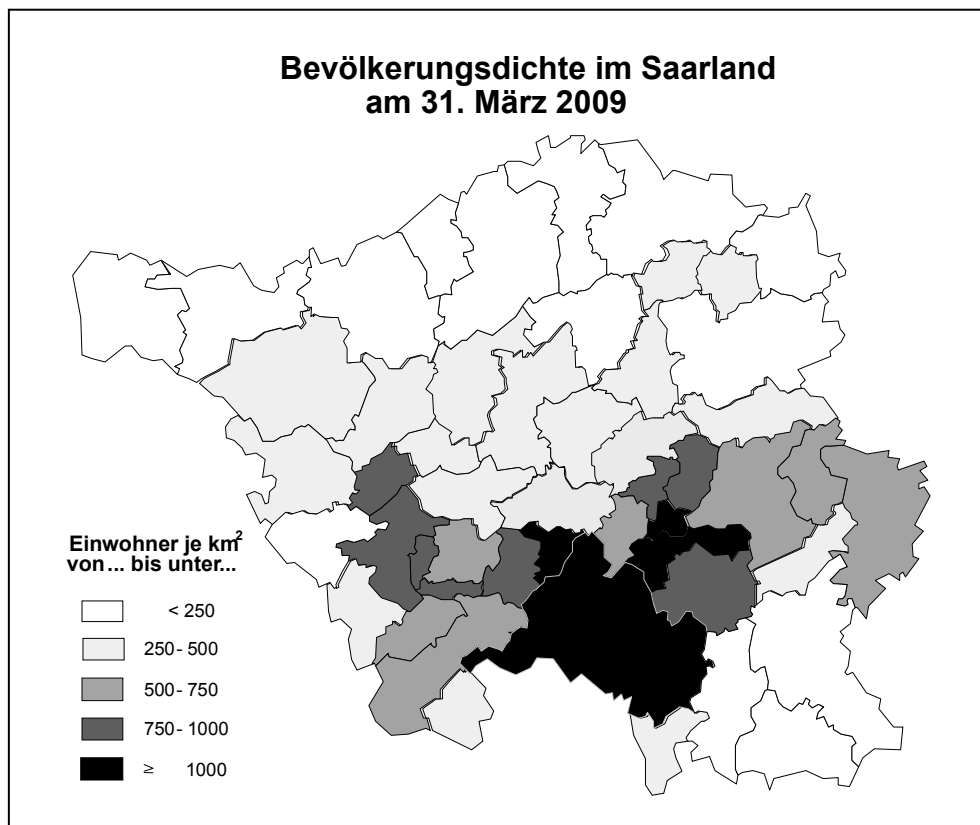 Bevölkerungsdichte im Saarland
am 31. März 2009
Einwohner je km²
von ... bis unter...
< 250
250 - 500
500 - 750
750 - 1000
≥ 1000